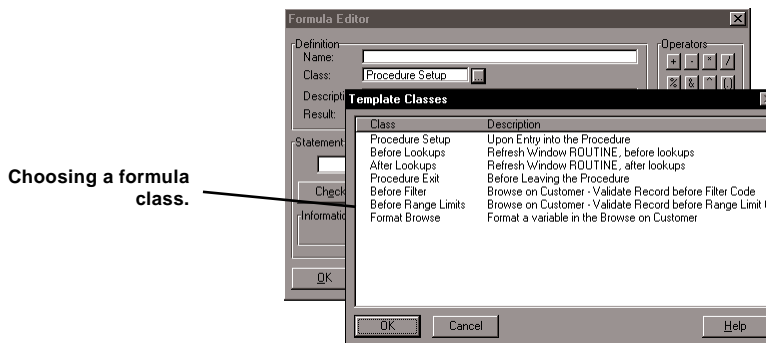 Formula Editor
Definition
Name:
Class: Procedure Setup ...
Operators
+ - * /
% & ^ ()
Result:
Template Classes
Class Description
Procedure Setup Upon Entry into the Procedure
Before Lookups Refresh Window ROUTINE, before lookups
After Lookups Refresh Window ROUTINE, after lookups
Procedure Exit Before Leaving the Procedure
Before Filter Browse on Customer - Validate Record before Filter Code
Before Range Limits Browse on Customer - Validate Record before Range Limit
Format Browse Format a variable in the Browse on Customer
Statement
Check
OK
OK Cancel Help
Choosing a formula
class.